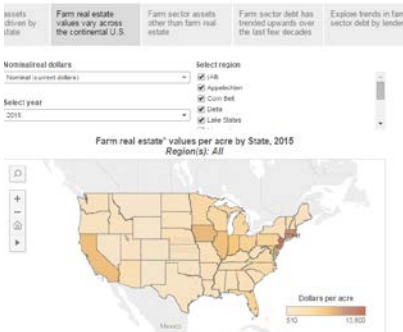 assets
driven by
state
Farm real estate
values vary across
the continental U.S.
Farm sector assets
other than farm real
estate
Farm sector debt has
trended upwards over
the last few decades
Explore trends in farm
sector debt by lender
Nominal/real dollars
Nominal (current dollars)
Select year
2015
Select region
(All)
Appalachian
Corn Belt
Delta
Lake States
Farm real estate* values per acre by State, 2015
Region(s): All
Mexico
Dollars per acre
510
13,800